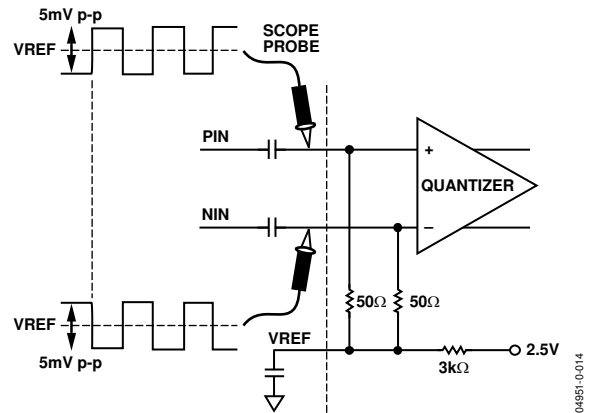 5mV p-p
VREF
SCOPE
PROBE
PIN
+
QUANTIZER
NIN
−
50Ω
50Ω
VREF
VREF
2.5V
5mV p-p
3kΩ
04951-0-014